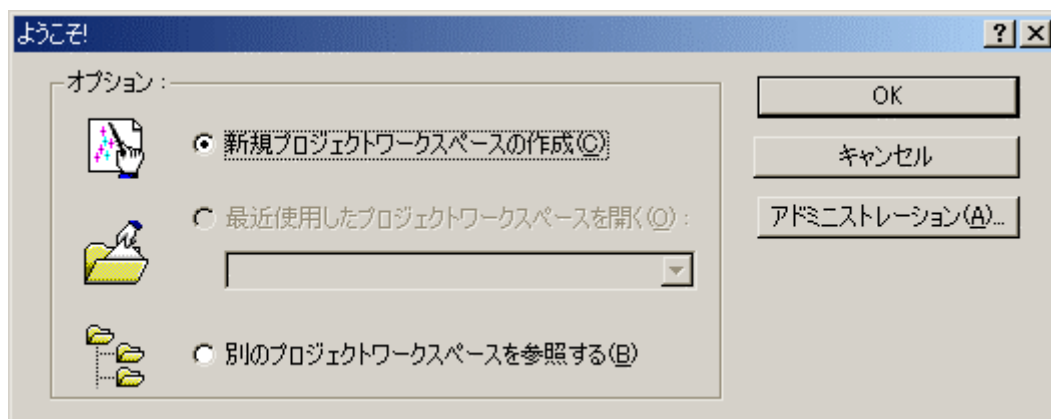 ようこそ!
オプション :
新規プロジェクトワークスペースの作成(C)
最近使用したプロジェクトワークスペースを開く(O) :
別のプロジェクトワークスペースを参照する(B)
OK
キャンセル
アドミニストレーション(A)...